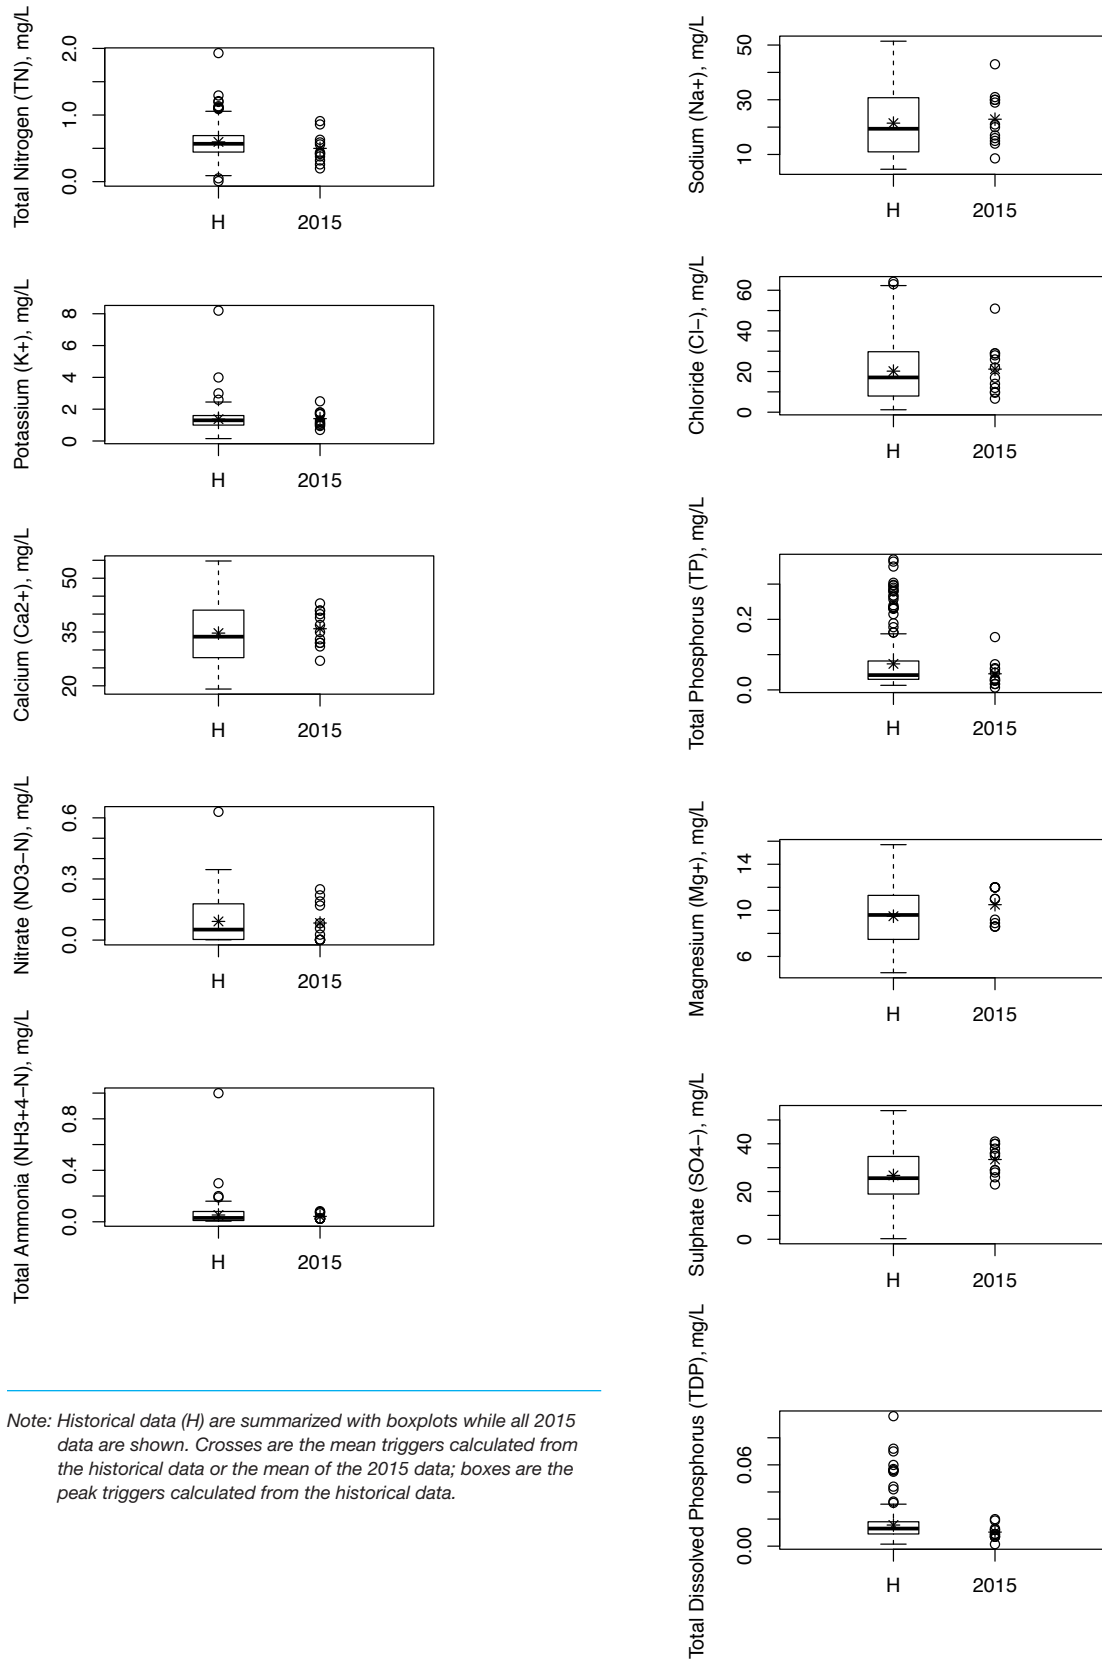 Total Nitrogen (TN), mg/L
2.0
1.0
0.0
H 2015
Potassium (K+), mg/L
8
6
4
2
0
H 2015
Calcium (Ca2+), mg/L
50
35
20
H 2015
Nitrate (NO3−N), mg/L
0.6
0.3
0.0
H 2015
Total Ammonia (NH3+4−N), mg/L
0.8
0.4
0.0
H 2015
Note: Historical data (H) are summarized with boxplots while all 2015
data are shown. Crosses are the mean triggers calculated from
the historical data or the mean of the 2015 data; boxes are the
peak triggers calculated from the historical data.
Sodium (Na+), mg/L
50
30
10
H 2015
Chloride (Cl−), mg/L
60
40
20
0
H 2015
Total Phosphorus (TP), mg/L
0.2
0.0
H 2015
Magnesium (Mg+), mg/L
14
10
6
H 2015
Sulphate (SO4−), mg/L
40
20
0
H 2015
Total Dissolved Phosphorus (TDP), mg/L
0.06
0.00
H 2015